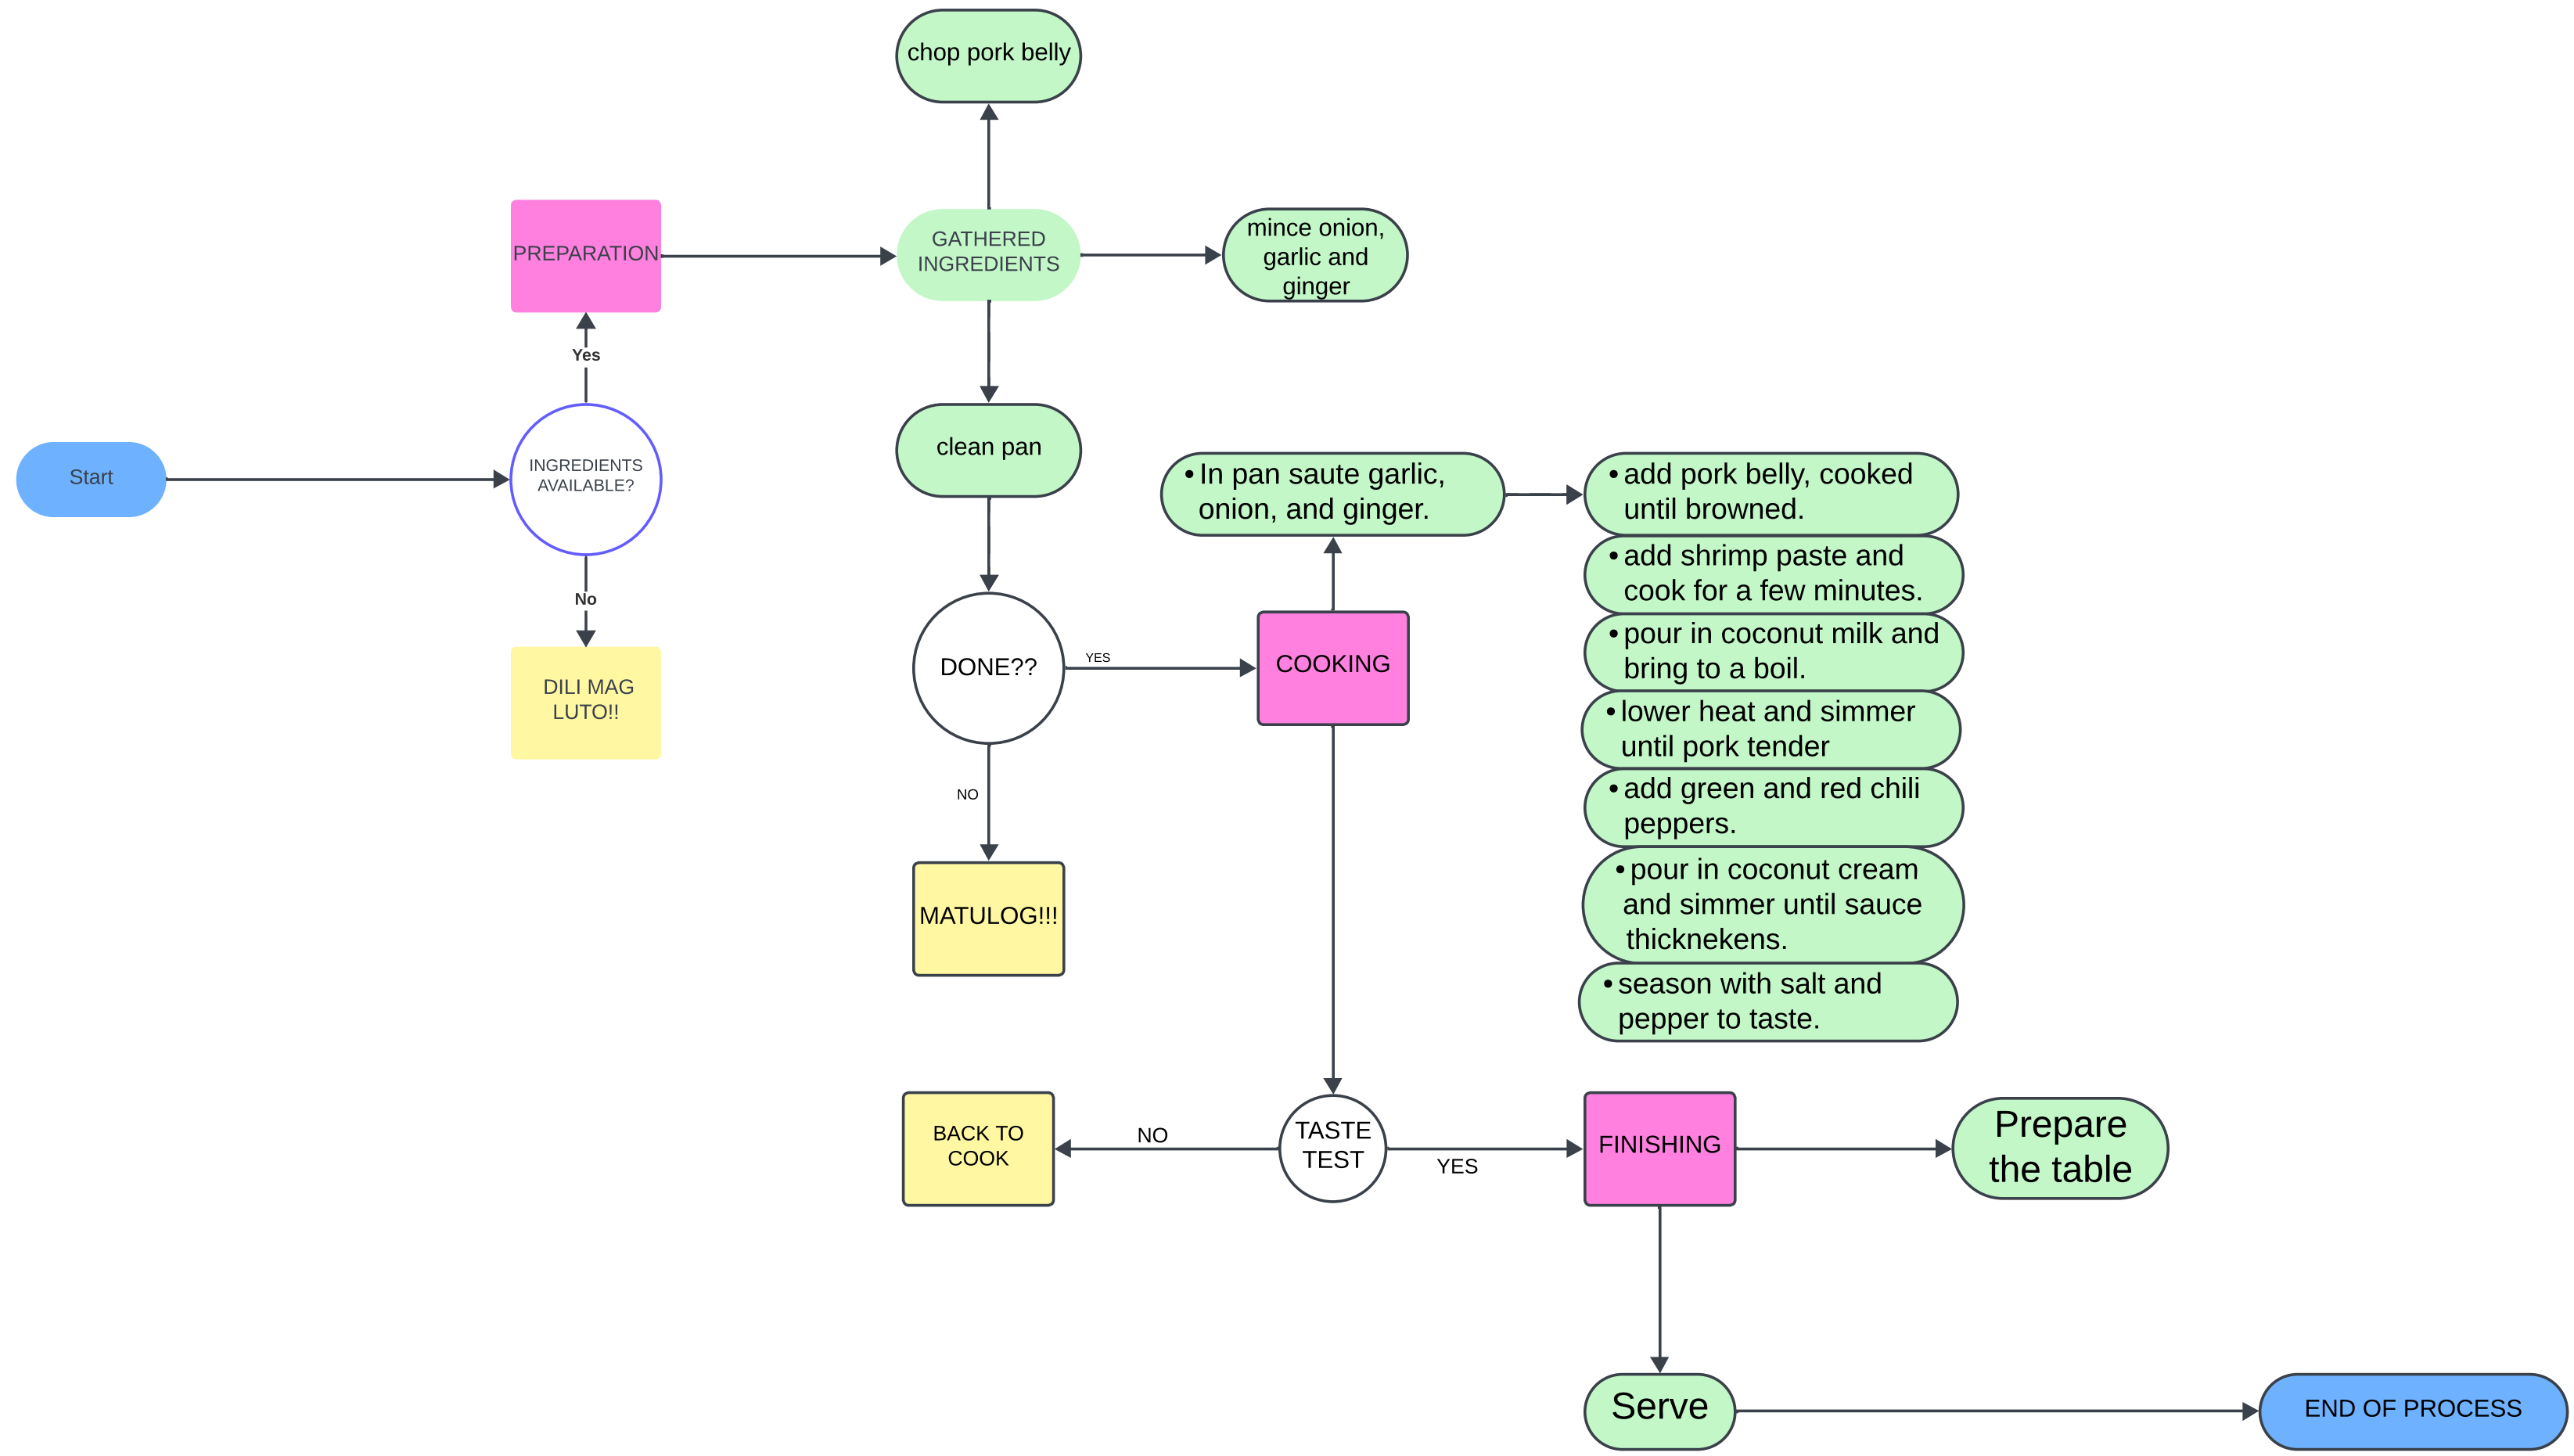 chop pork belly
PREPARATION
GATHERED
INGREDIENTS
mince onion,
garlic and
ginger
Yes
Start
INGREDIENTS
AVAILABLE?
No
DILI MAG
LUTO!!
clean pan
• In pan saute garlic,
onion, and ginger.
• add pork belly, cooked
until browned.
• add shrimp paste and
cook for a few minutes.
• pour in coconut milk and
bring to a boil.
• lower heat and simmer
until pork tender
• add green and red chili
peppers.
• pour in coconut cream
and simmer until sauce
thicknekens.
• season with salt and
pepper to taste.
DONE??
YES
COOKING
NO
MATULOG!!!
BACK TO
COOK
NO
TASTE
TEST
YES
FINISHING
Prepare
the table
Serve
END OF PROCESS